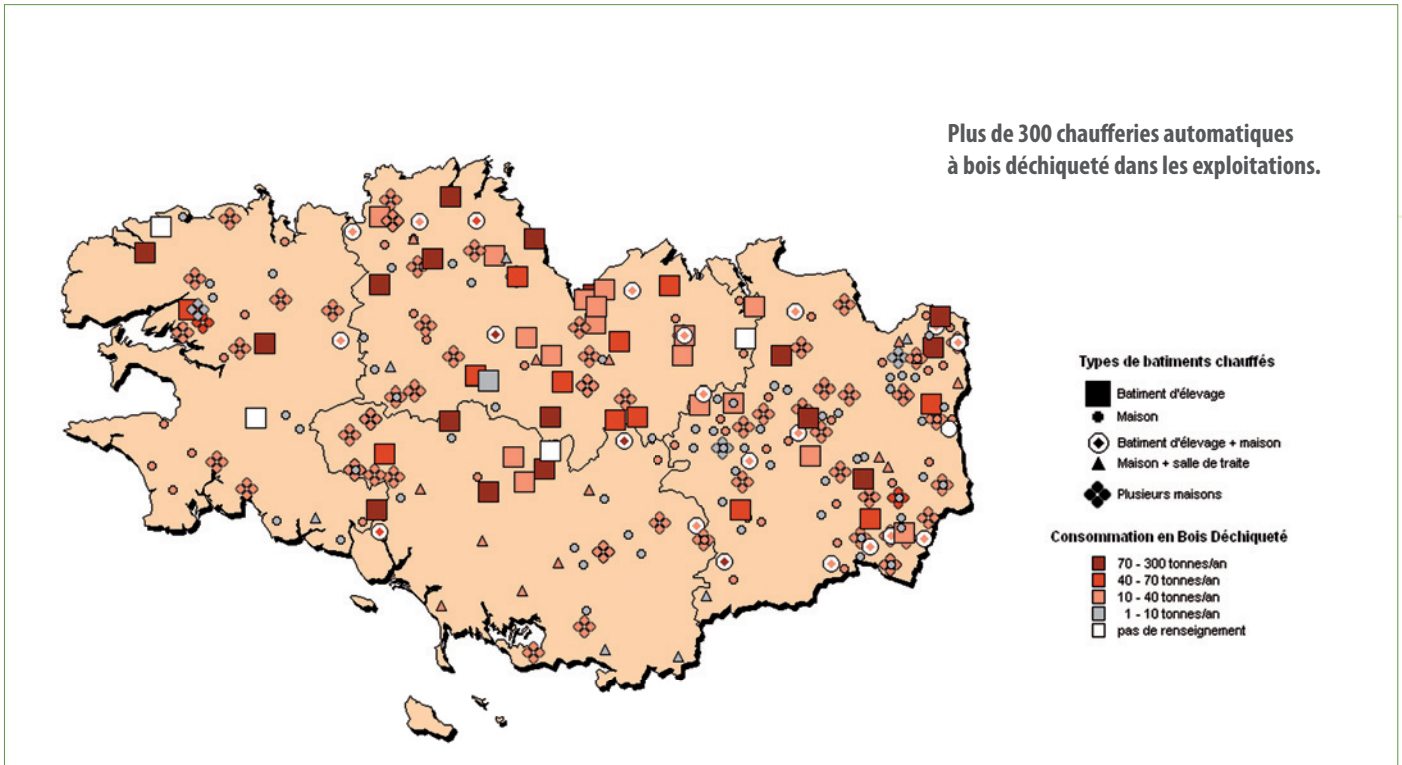 Plus de 300 chaufferies automatiques
à bois déchiqueté dans les exploitations.
Types de batiments chauffés
Batiment d'élevage
Maison
Batiment d'élevage + maison
Maison + salle de traite
Plusieurs maisons
Consommation en Bois Déchiqueté
70 - 300 tonnes/an
40 - 70 tonnes/an
10 - 40 tonnes/an
1 - 10 tonnes/an
pas de renseignement